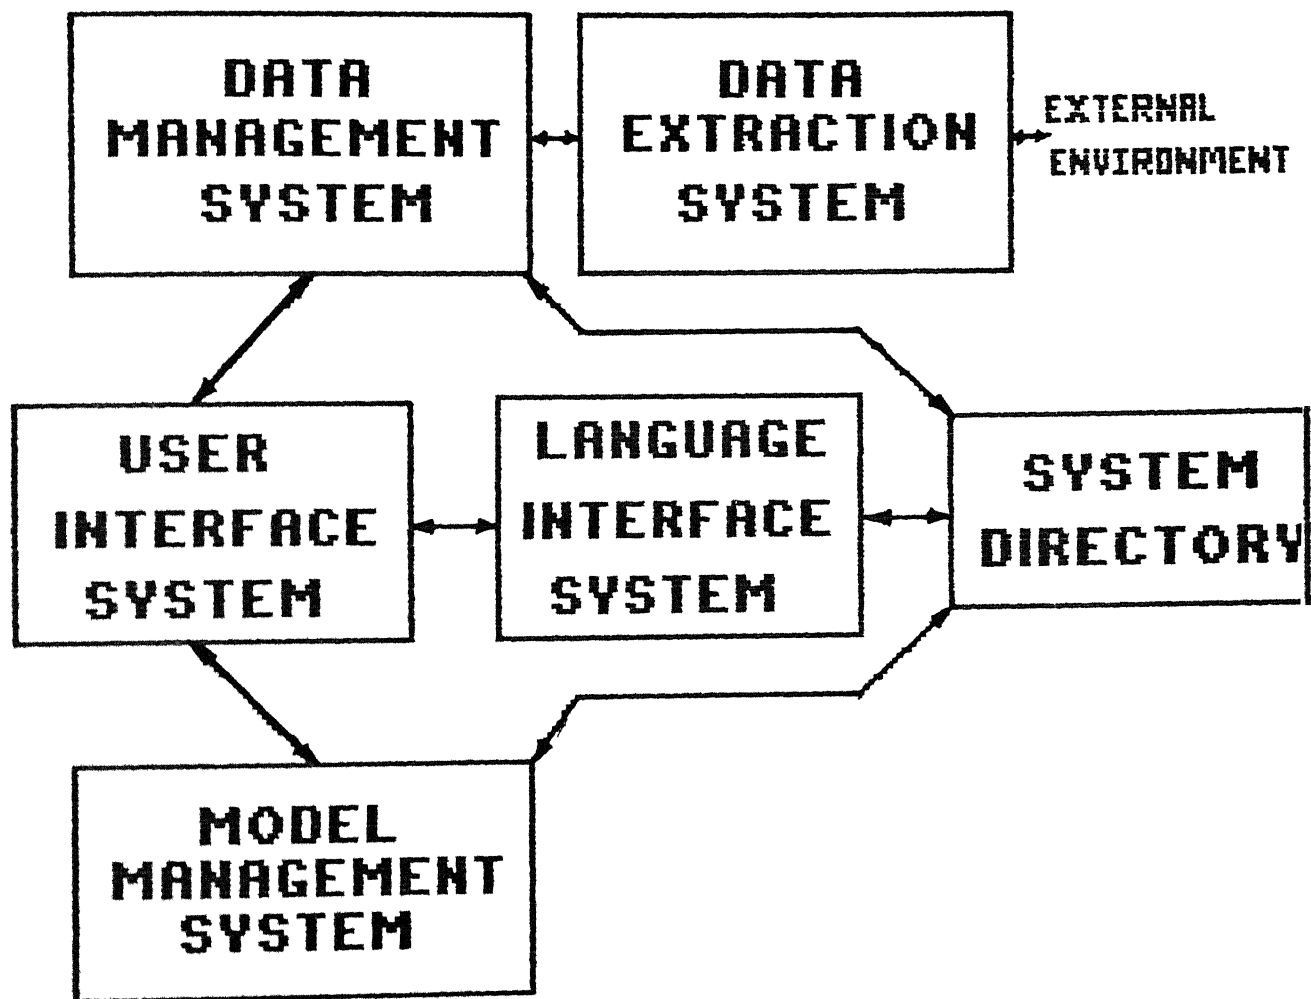 DATA
MANAGEMENT
SYSTEM
DATA
EXTRACTION
SYSTEM
EXTERNAL
ENVIRONMENT
USER
INTERFACE
SYSTEM
LANGUAGE
INTERFACE
SYSTEM
SYSTEM
DIRECTORY
MODEL
MANAGEMENT
SYSTEM